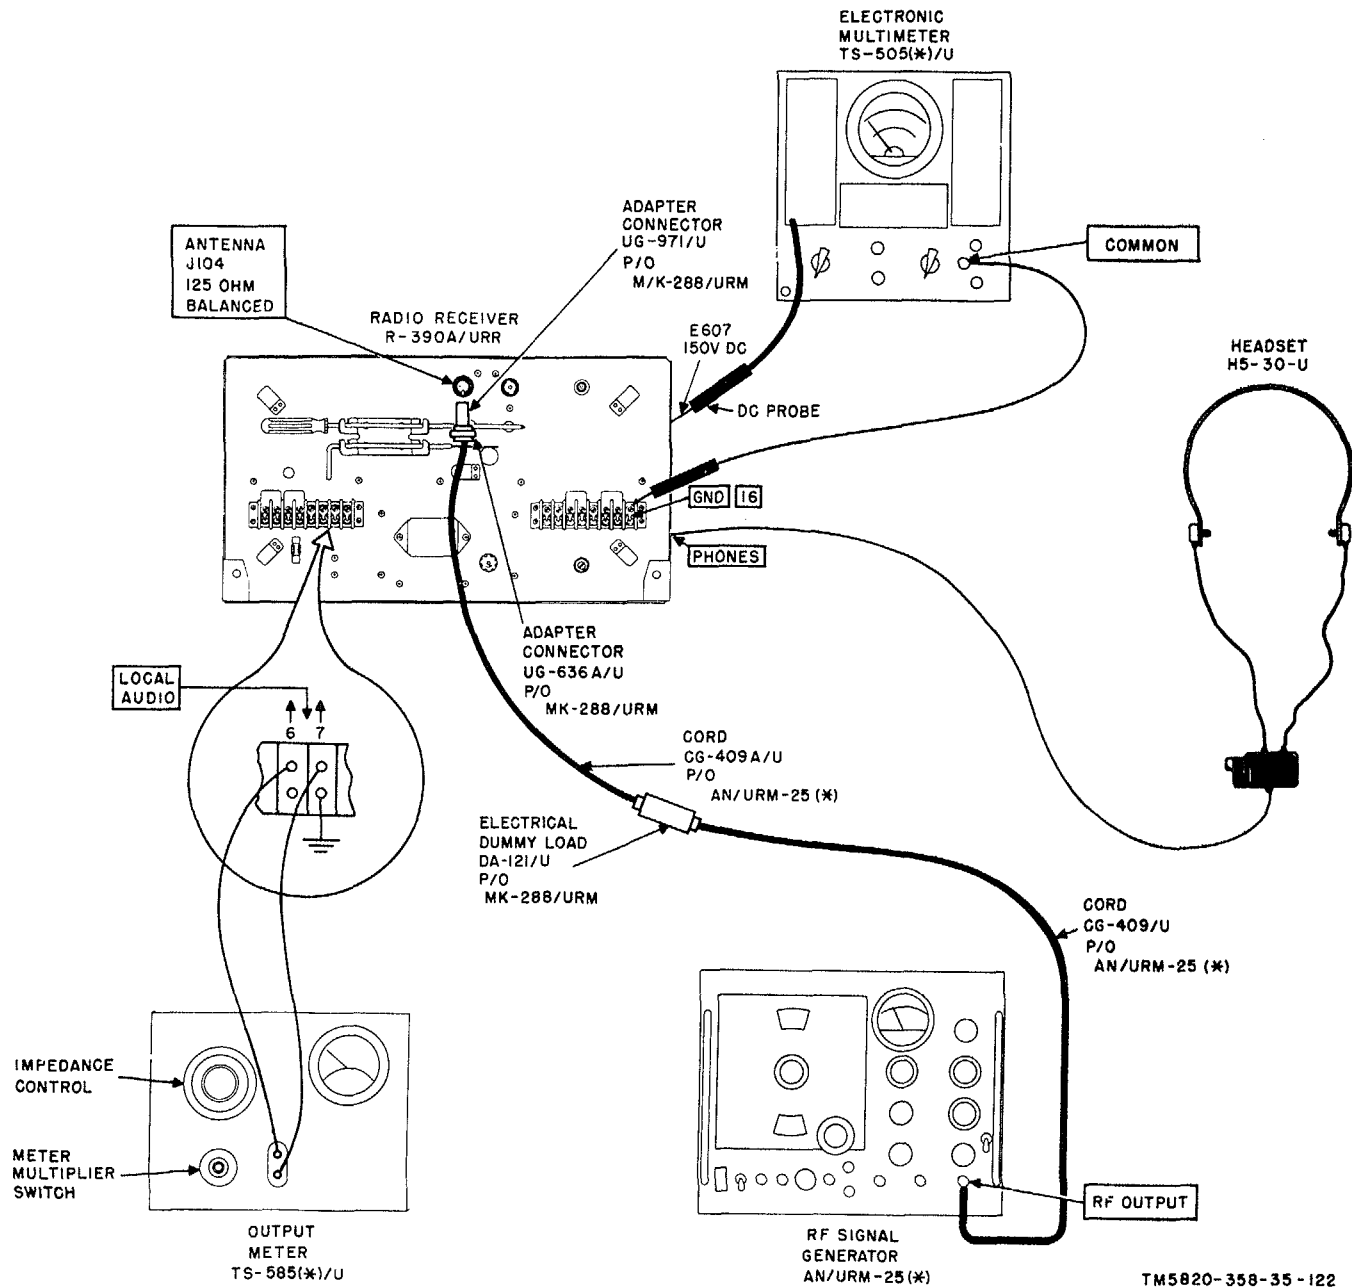 ELECTRONIC
MULTIMETER
TS-505(*)/U
ADAPTER
CONNECTOR
UG-971/U
P/O
M/K-288/URM
COMMON
ANTENNA
J104
125 OHM
BALANCED
RADIO RECEIVER
R-390A/URR
E607
150V DC
DC PROBE
HEADSET
H5-30-U
GND
16
PHONES
ADAPTER
CONNECTOR
UG-636A/U
P/O
MK-288/URM
LOCAL
AUDIO
6 7
CORD
CG-409A/U
P/O
AN/URM-25 (*)
ELECTRICAL
DUMMY LOAD
DA-121/U
P/O
MK-288/URM
CORD
CG-409/U
P/O
AN/URM-25 (*)
IMPEDANCE
CONTROL
METER
MULTIPLIER
SWITCH
RF OUTPUT
OUTPUT
METER
TS-585(*)/U
RF SIGNAL
GENERATOR
AN/URM-25(*)
TM5820-358-35-122